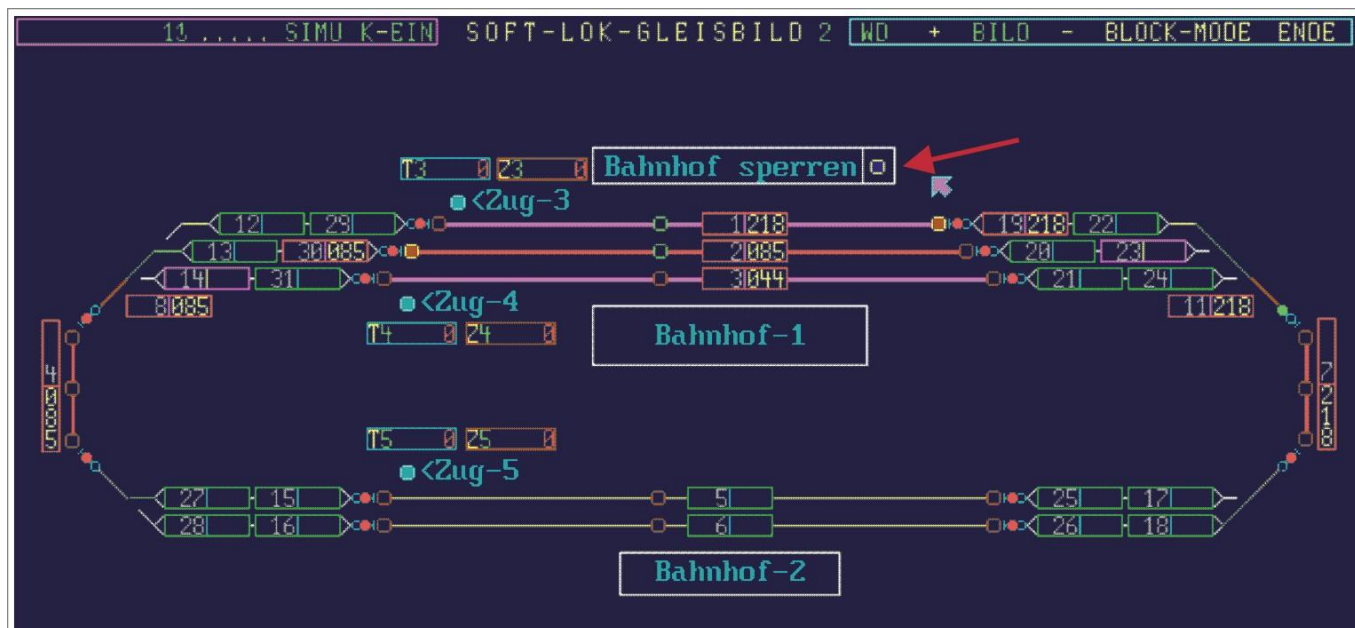 SIMU K-EIN SOFT-LOK-GLEISBILD 2 WD + BILD - BLOCK-MODE ENDE
T3 0 Z3 0 Bahnhof sperren
<Zug-3
12 29 1 218 19 218 22
13 30 085 2 085 20 23
14 31 3 044 21 24
8 085 <Zug-4 11 218
T4 0 Z4 0 Bahnhof-1
4 085 7 218
T5 0 Z5 0
<Zug-5
27 15 5 25 17
28 16 6 26 18
Bahnhof-2